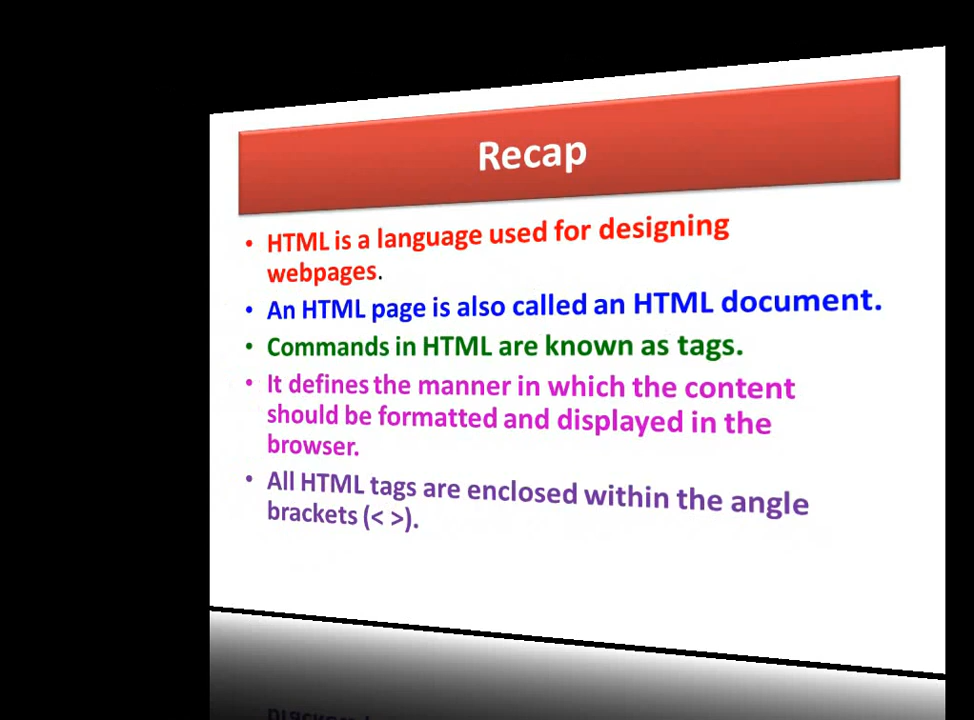 Recap
• HTML is a language used for designing
webpages.
• An HTML page is also called an HTML document.
• Commands in HTML are known as tags.
• It defines the manner in which the content
should be formatted and displayed in the
browser.
• All HTML tags are enclosed within the angle
brackets (< >).